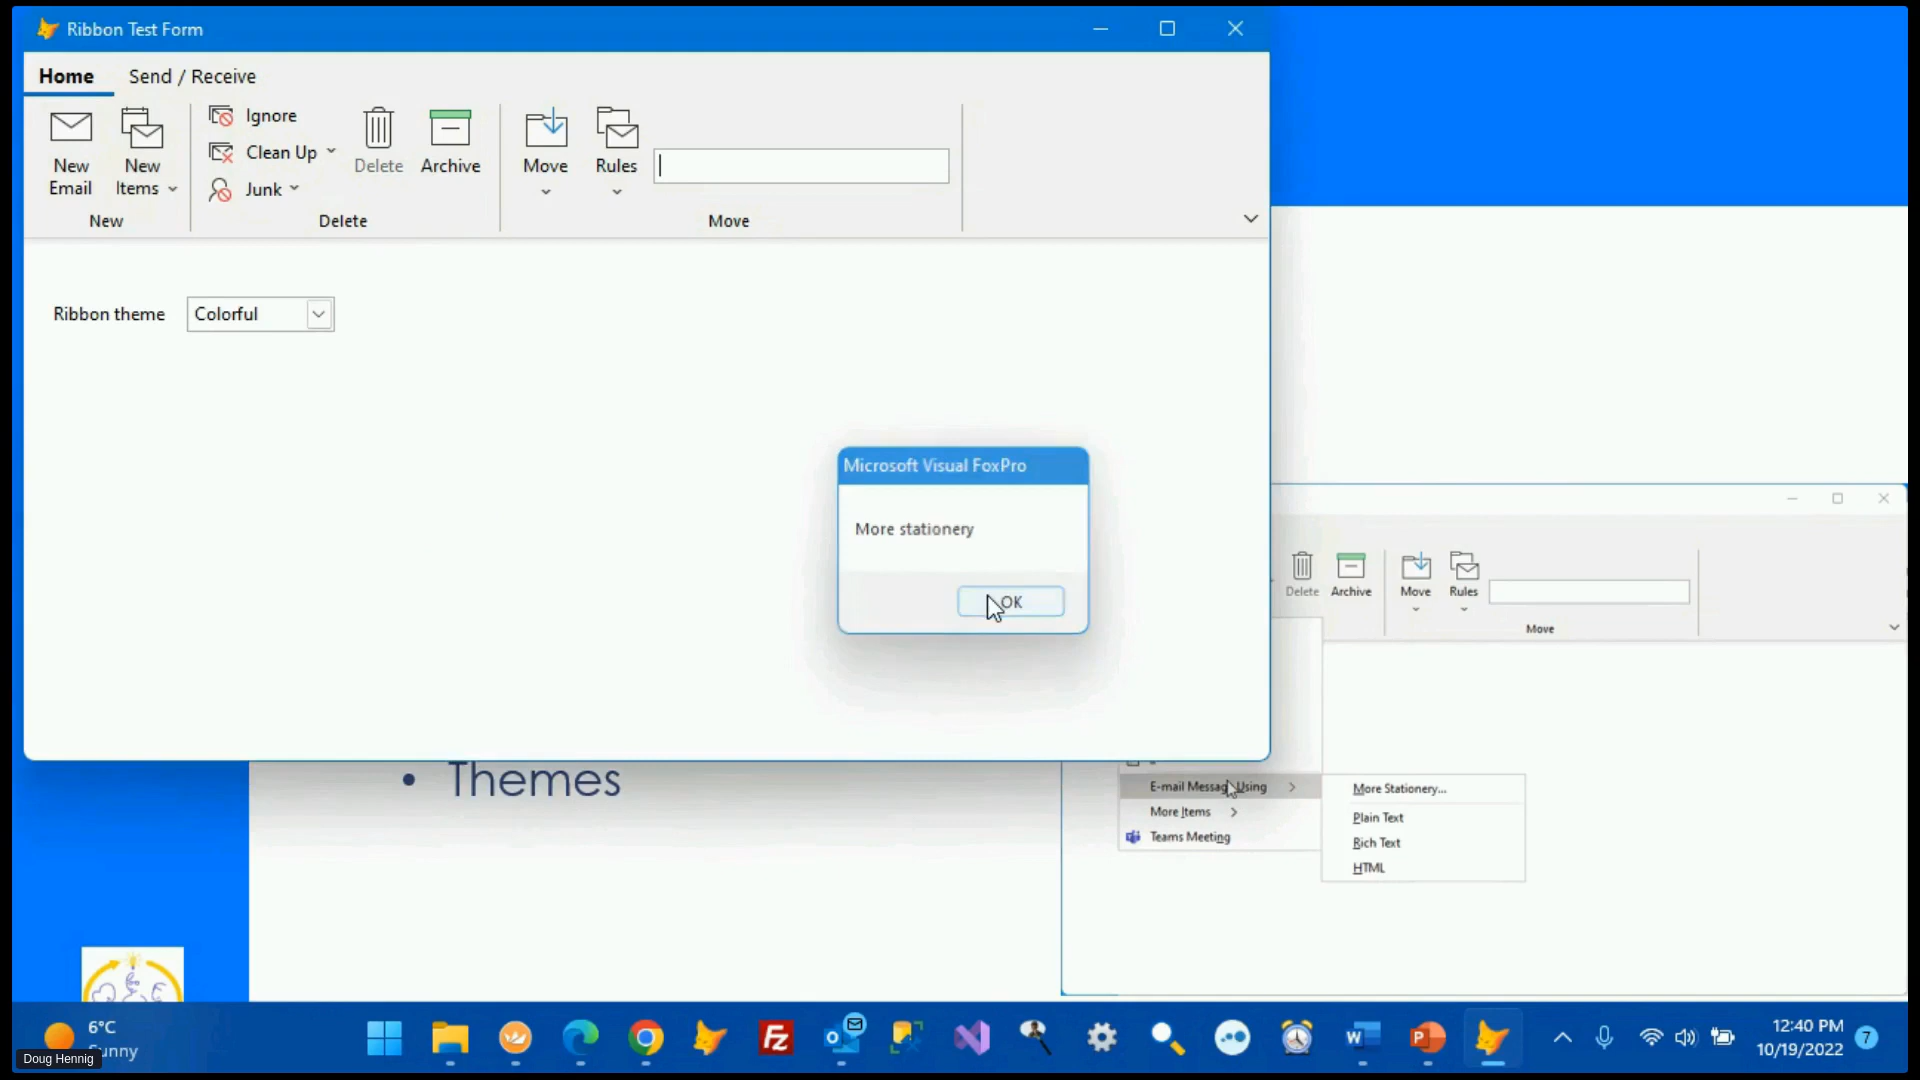 Ribbon Test Form
Home
Send / Receive
New
Email
New
Items
Ignore
Clean Up
Junk
Delete
Archive
Move
Rules
New
Delete
Move
Ribbon theme
Colorful
Microsoft Visual FoxPro
More stationery
OK
Delete
Archive
Move
Rules
Move
• Themes
E-mail Message Using
More Items
Teams Meeting
More Stationery...
Plain Text
Rich Text
HTML
6°C
Sunny
Doug Hennig
12:40 PM
10/19/2022
7